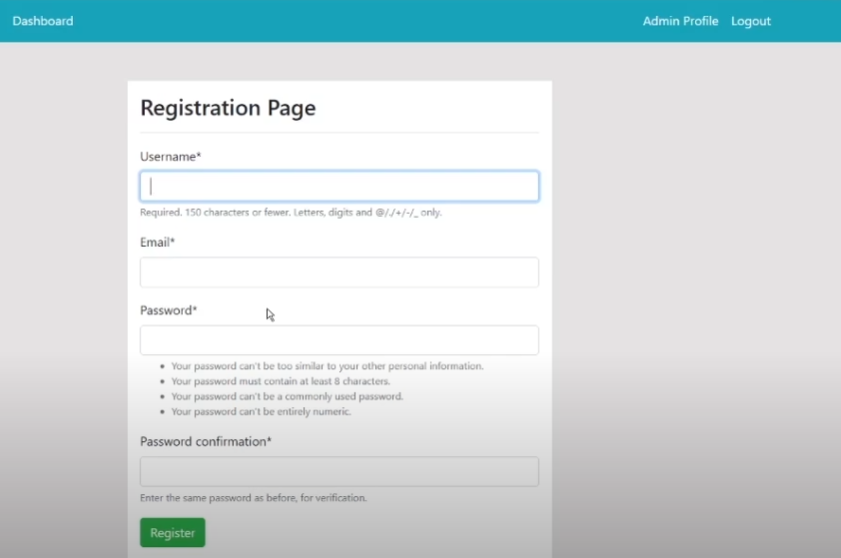 Dashboard Admin Profile Logout
Registration Page
Username*
Required. 150 characters or fewer. Letters, digits and @/./+/-/_ only.
Email*
Password*
Your password can't be too similar to your other personal information.
Your password must contain at least 8 characters.
Your password can't be a commonly used password.
Your password can't be entirely numeric.
Password confirmation*
Enter the same password as before, for verification.
Register